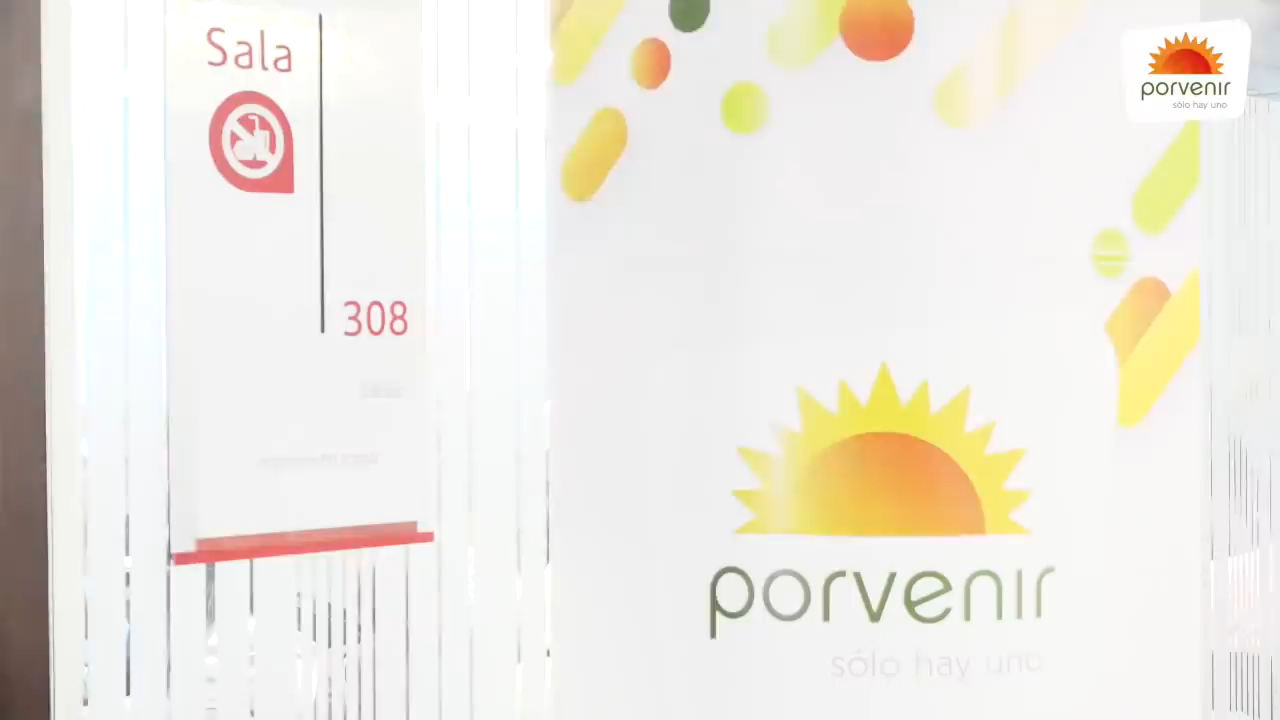 Sala
308
porvenir
sólo hay uno
porvenir
sólo hay uno